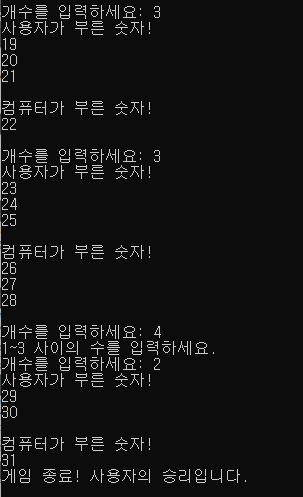 개수를 입력하세요: 3
사용자가 부른 숫자!
19
20
21
컴퓨터가 부른 숫자!
22
개수를 입력하세요: 3
사용자가 부른 숫자!
23
24
25
컴퓨터가 부른 숫자!
26
27
28
개수를 입력하세요: 4
1~3 사이의 수를 입력하세요.
개수를 입력하세요: 2
사용자가 부른 숫자!
29
30
컴퓨터가 부른 숫자!
31
게임 종료! 사용자의 승리입니다.